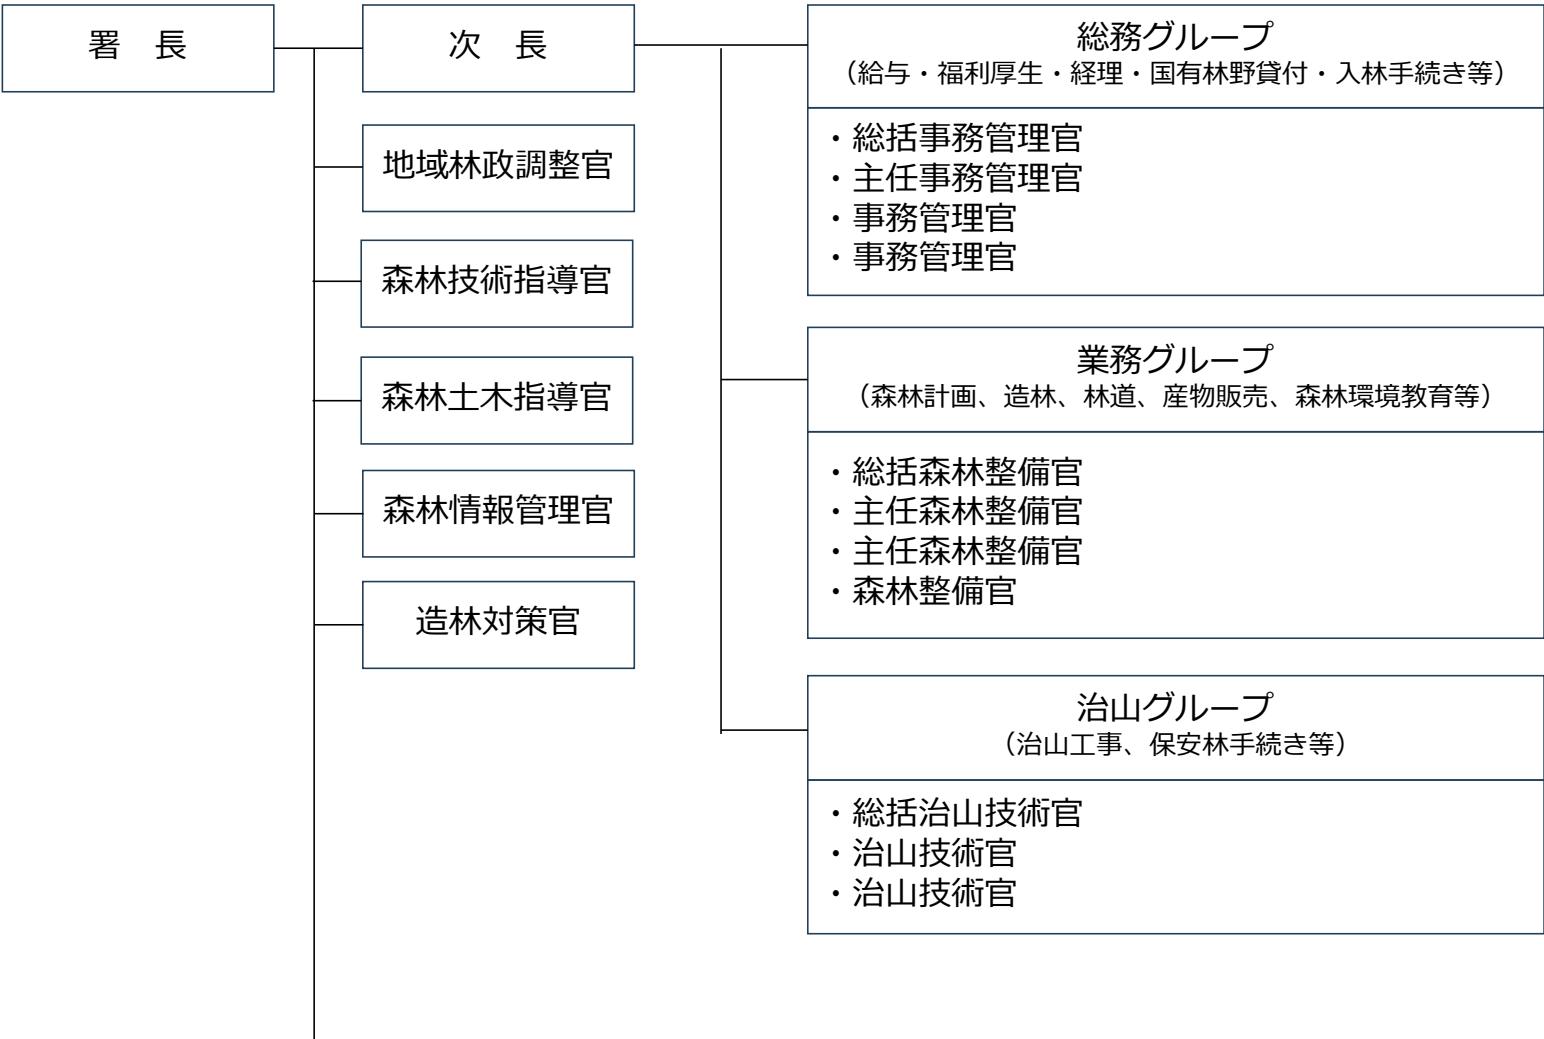 署　長
次　長
地域林政調整官
森林技術指導官
森林土木指導官
森林情報管理官
造林対策官
総務グループ
（給与・福利厚生・経理・国有林野貸付・入林手続き等）
・総括事務管理官
・主任事務管理官
・事務管理官
・事務管理官
業務グループ
（森林計画、造林、林道、産物販売、森林環境教育等）
・総括森林整備官
・主任森林整備官
・主任森林整備官
・森林整備官
治山グループ
（治山工事、保安林手続き等）
・総括治山技術官
・治山技術官
・治山技術官